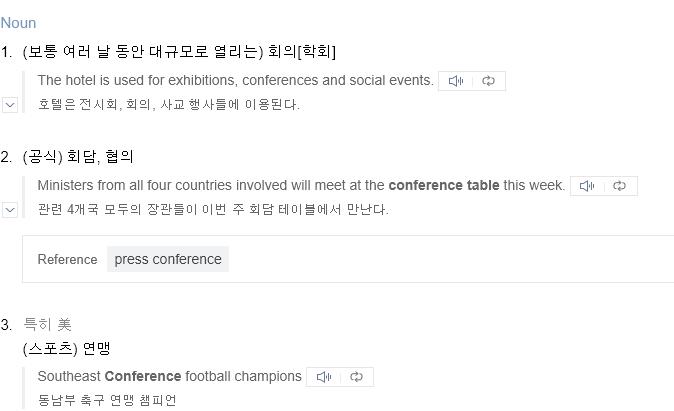 Noun
1. (보통 여러 날 동안 대규모로 열리는) 회의[학회]
The hotel is used for exhibitions, conferences and social events.
호텔은 전시회, 회의, 사교 행사들에 이용된다.
2. (공식) 회담, 협의
Ministers from all four countries involved will meet at the conference table this week.
관련 4개국 모두의 장관들이 이번 주 회담 테이블에서 만난다.
Reference press conference
3. 특히 美
(스포츠) 연맹
Southeast Conference football champions
동남부 축구 연맹 챔피언